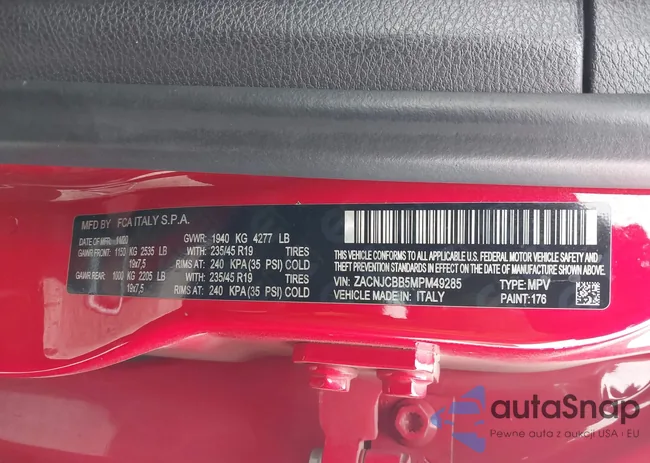 MFD BY FCA ITALY S.P.A.
DATE OF MFR: GVWR: 1940 KG 4277 LB
GAWR FRONT: 1150 KG 2535 LB WITH: 235/45 R19 TIRES
19x7,5 RIMS AT: 240 KPA (35 PSI) COLD
GAWR REAR: 1000 KG 2205 LB WITH: 235/45 R19 TIRES
19x7,5 RIMS AT: 240 KPA (35 PSI) COLD
THIS VEHICLE CONFORMS TO ALL APPLICABLE U.S. FEDERAL MOTOR VEHICLE SAFETY AND
THEFT PREVENTION STANDARDS IN EFFECT ON THE DATE OF MANUFACTURE SHOWN ABOVE
VIN: ZACNJCBB5MPM49285 TYPE: MPV
VEHICLE MADE IN: ITALY PAINT: 176
autaSnap
Pewne auta z aukcji USA i EU